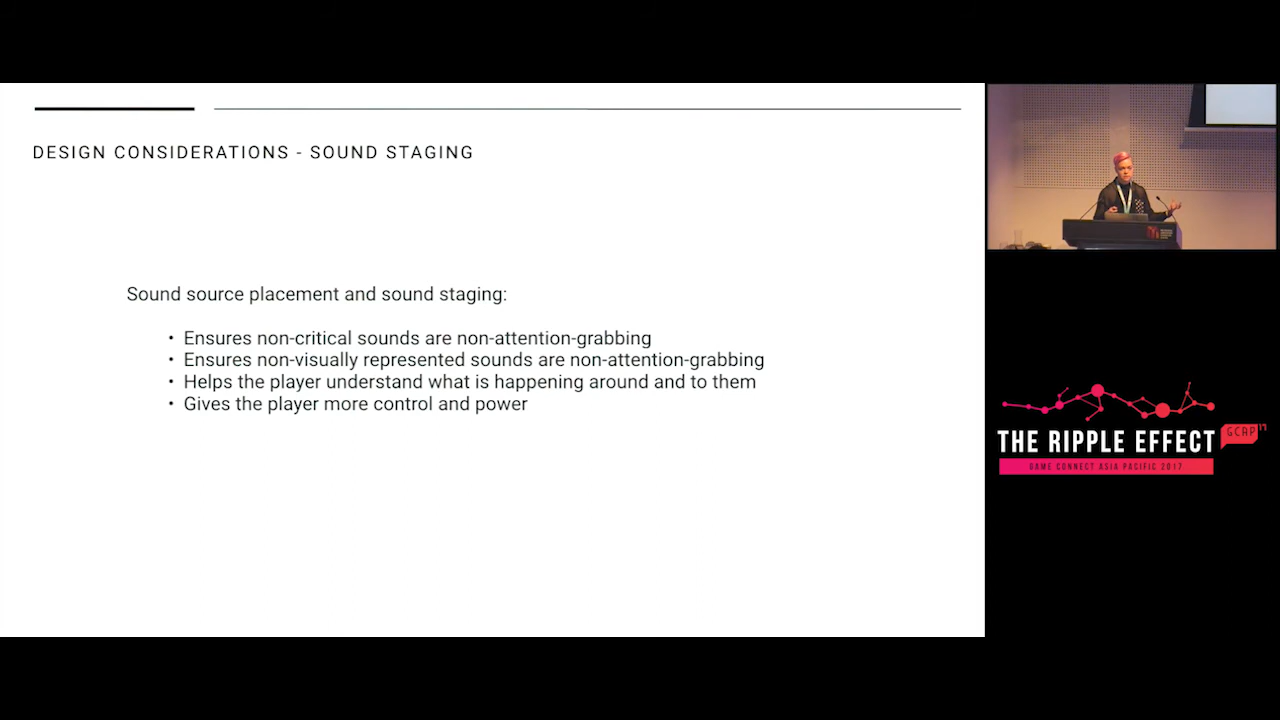 DESIGN CONSIDERATIONS - SOUND STAGING
Sound source placement and sound staging:
• Ensures non-critical sounds are non-attention-grabbing
• Ensures non-visually represented sounds are non-attention-grabbing
• Helps the player understand what is happening around and to them
• Gives the player more control and power
THE RIPPLE EFFECT
GCAP 17
GAME CONNECT ASIA PACIFIC 2017